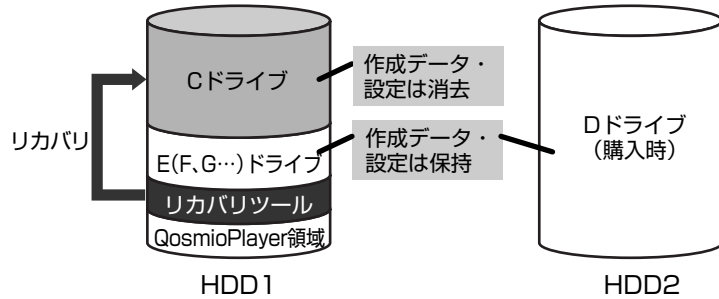 Cドライブ
作成データ・
設定は消去
リカバリ
E(F、G…)ドライブ
作成データ・
設定は保持
Dドライブ
（購入時）
リカバリツール
QosmioPlayer領域
HDD1
HDD2